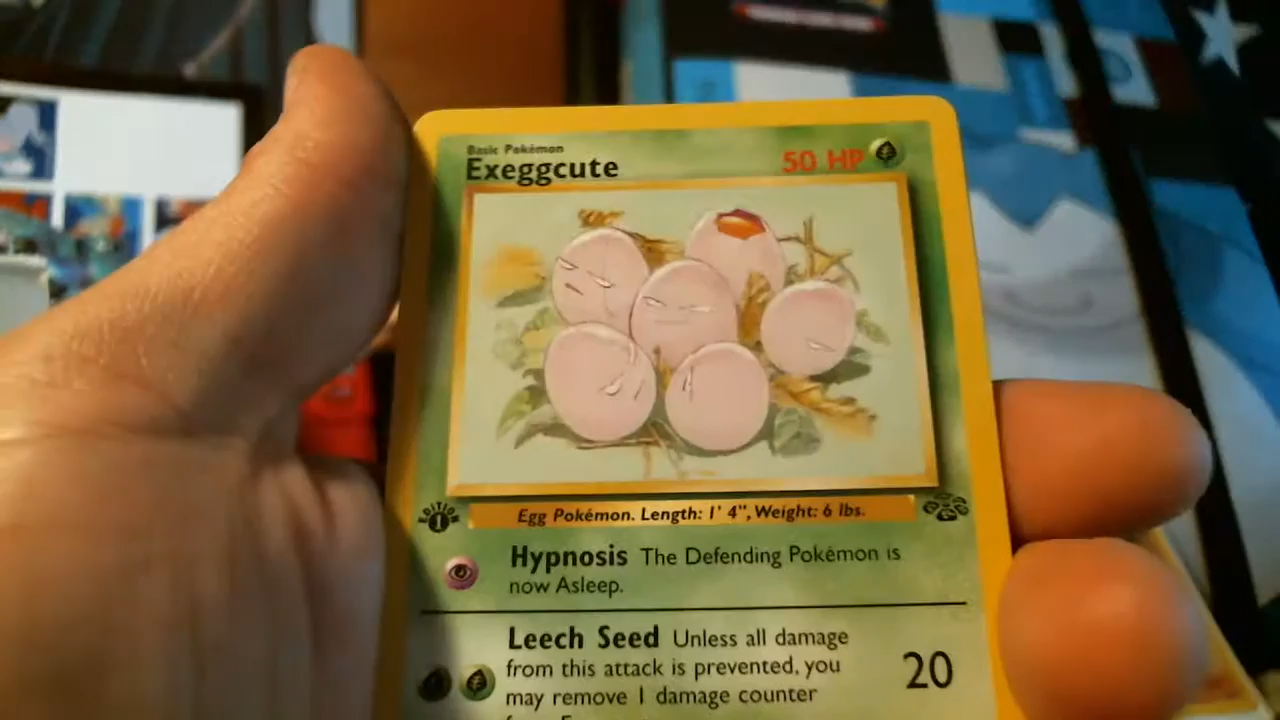 Basic Pokémon
Exeggcute
50 HP
EDITION
1
Egg Pokémon. Length: 1' 4", Weight: 6 lbs.
Hypnosis The Defending Pokémon is
now Asleep.
Leech Seed Unless all damage
from this attack is prevented, you
may remove 1 damage counter
20